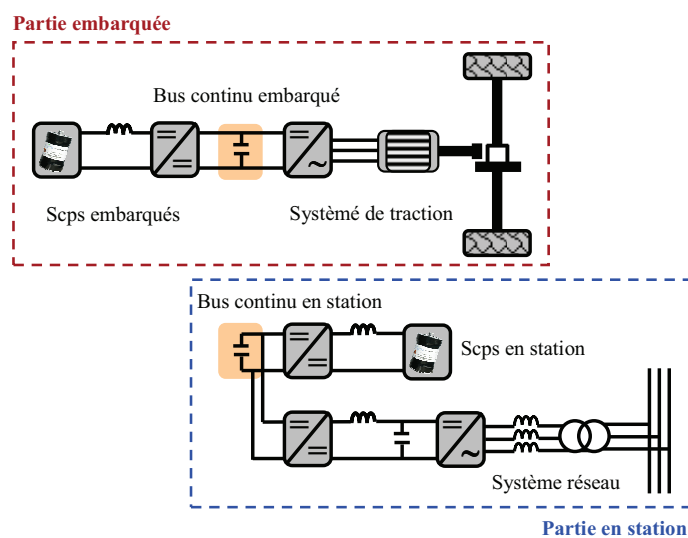 Partie embarquée
Bus continu embarqué
Scps embarqués
Systèmé de traction
Bus continu en station
Scps en station
Système réseau
Partie en station